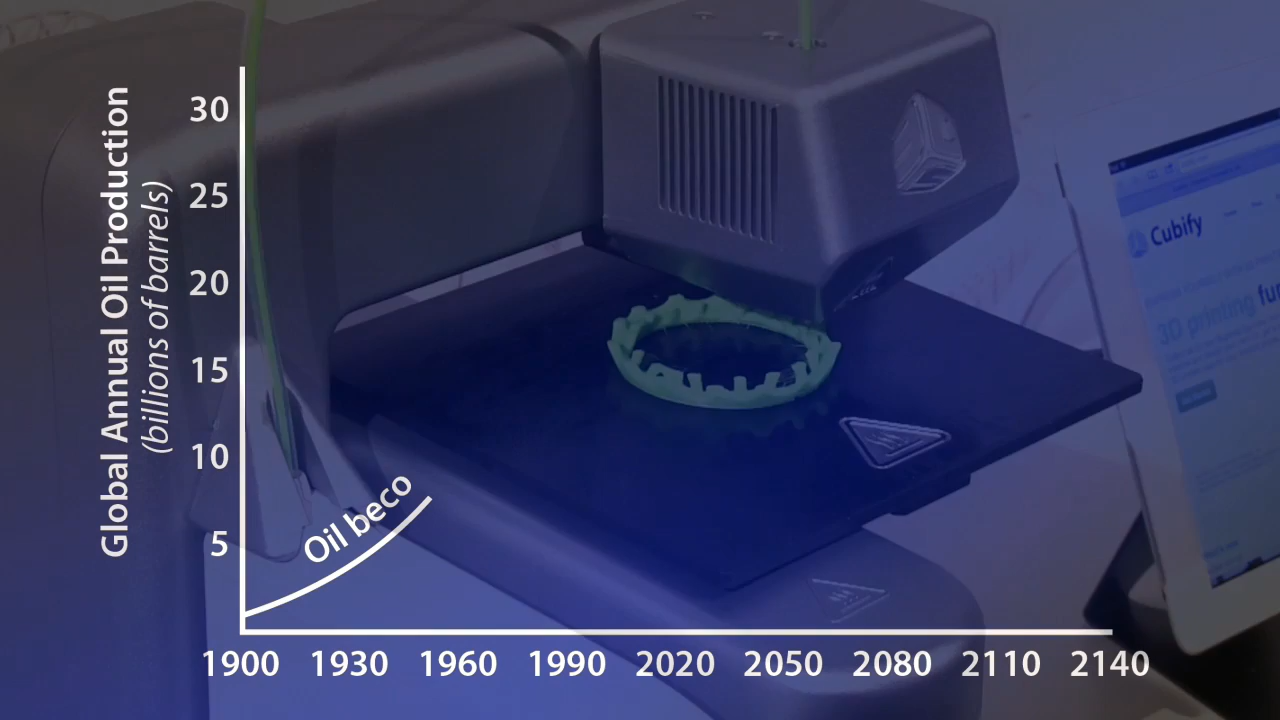 Global Annual Oil Production
(billions of barrels)
30
25
20
15
10
5
Oil beco
1900 1930 1960 1990 2020 2050 2080 2110 2140
Cubify
3D printing fu